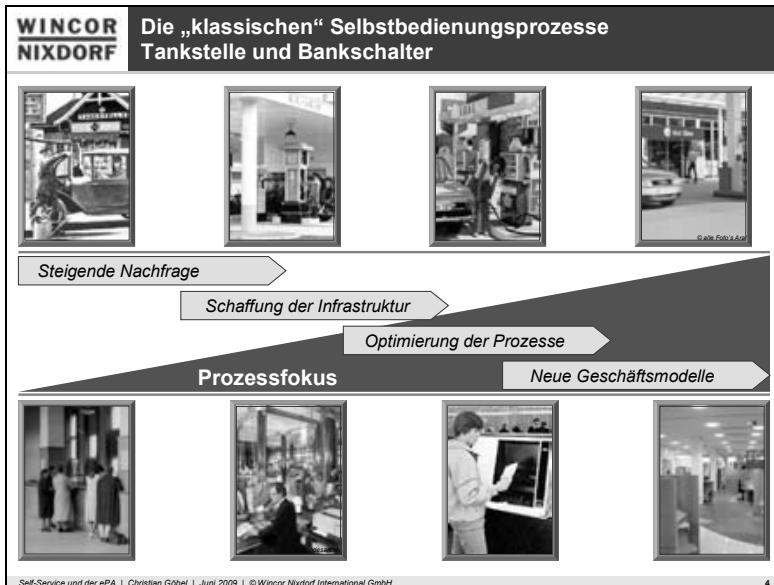 WINCOR
NIXDORF
Die „klassischen“ Selbstbedienungsprozesse
Tankstelle und Bankschalter
TANKSTELLE
© alle Foto's Aral
Steigende Nachfrage
Schaffung der Infrastruktur
Optimierung der Prozesse
Prozessfokus
Neue Geschäftsmodelle
Self-Service und der ePA | Christian Göbel | Juni 2009 | © Wincor Nixdorf International GmbH
4